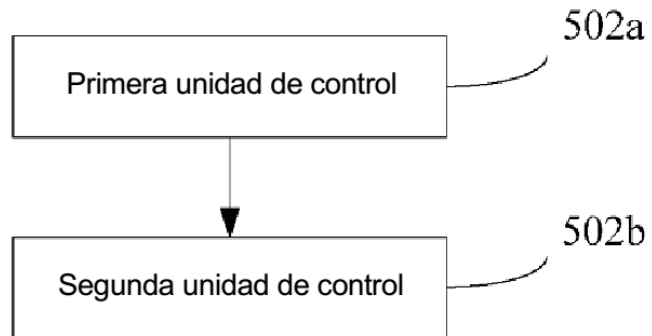 502a
Primera unidad de control
502b
Segunda unidad de control